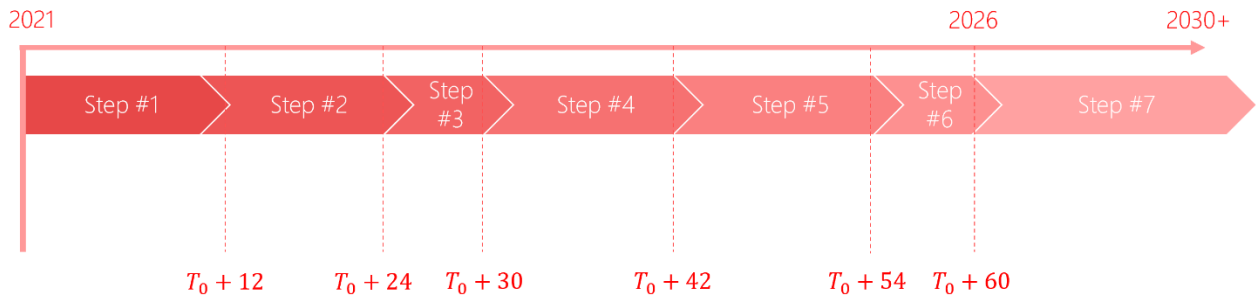 2021 2026 2030+
Step #1 Step #2 Step #3 Step #4 Step #5 Step #6 Step #7
T₀ + 12 T₀ + 24 T₀ + 30 T₀ + 42 T₀ + 54 T₀ + 60